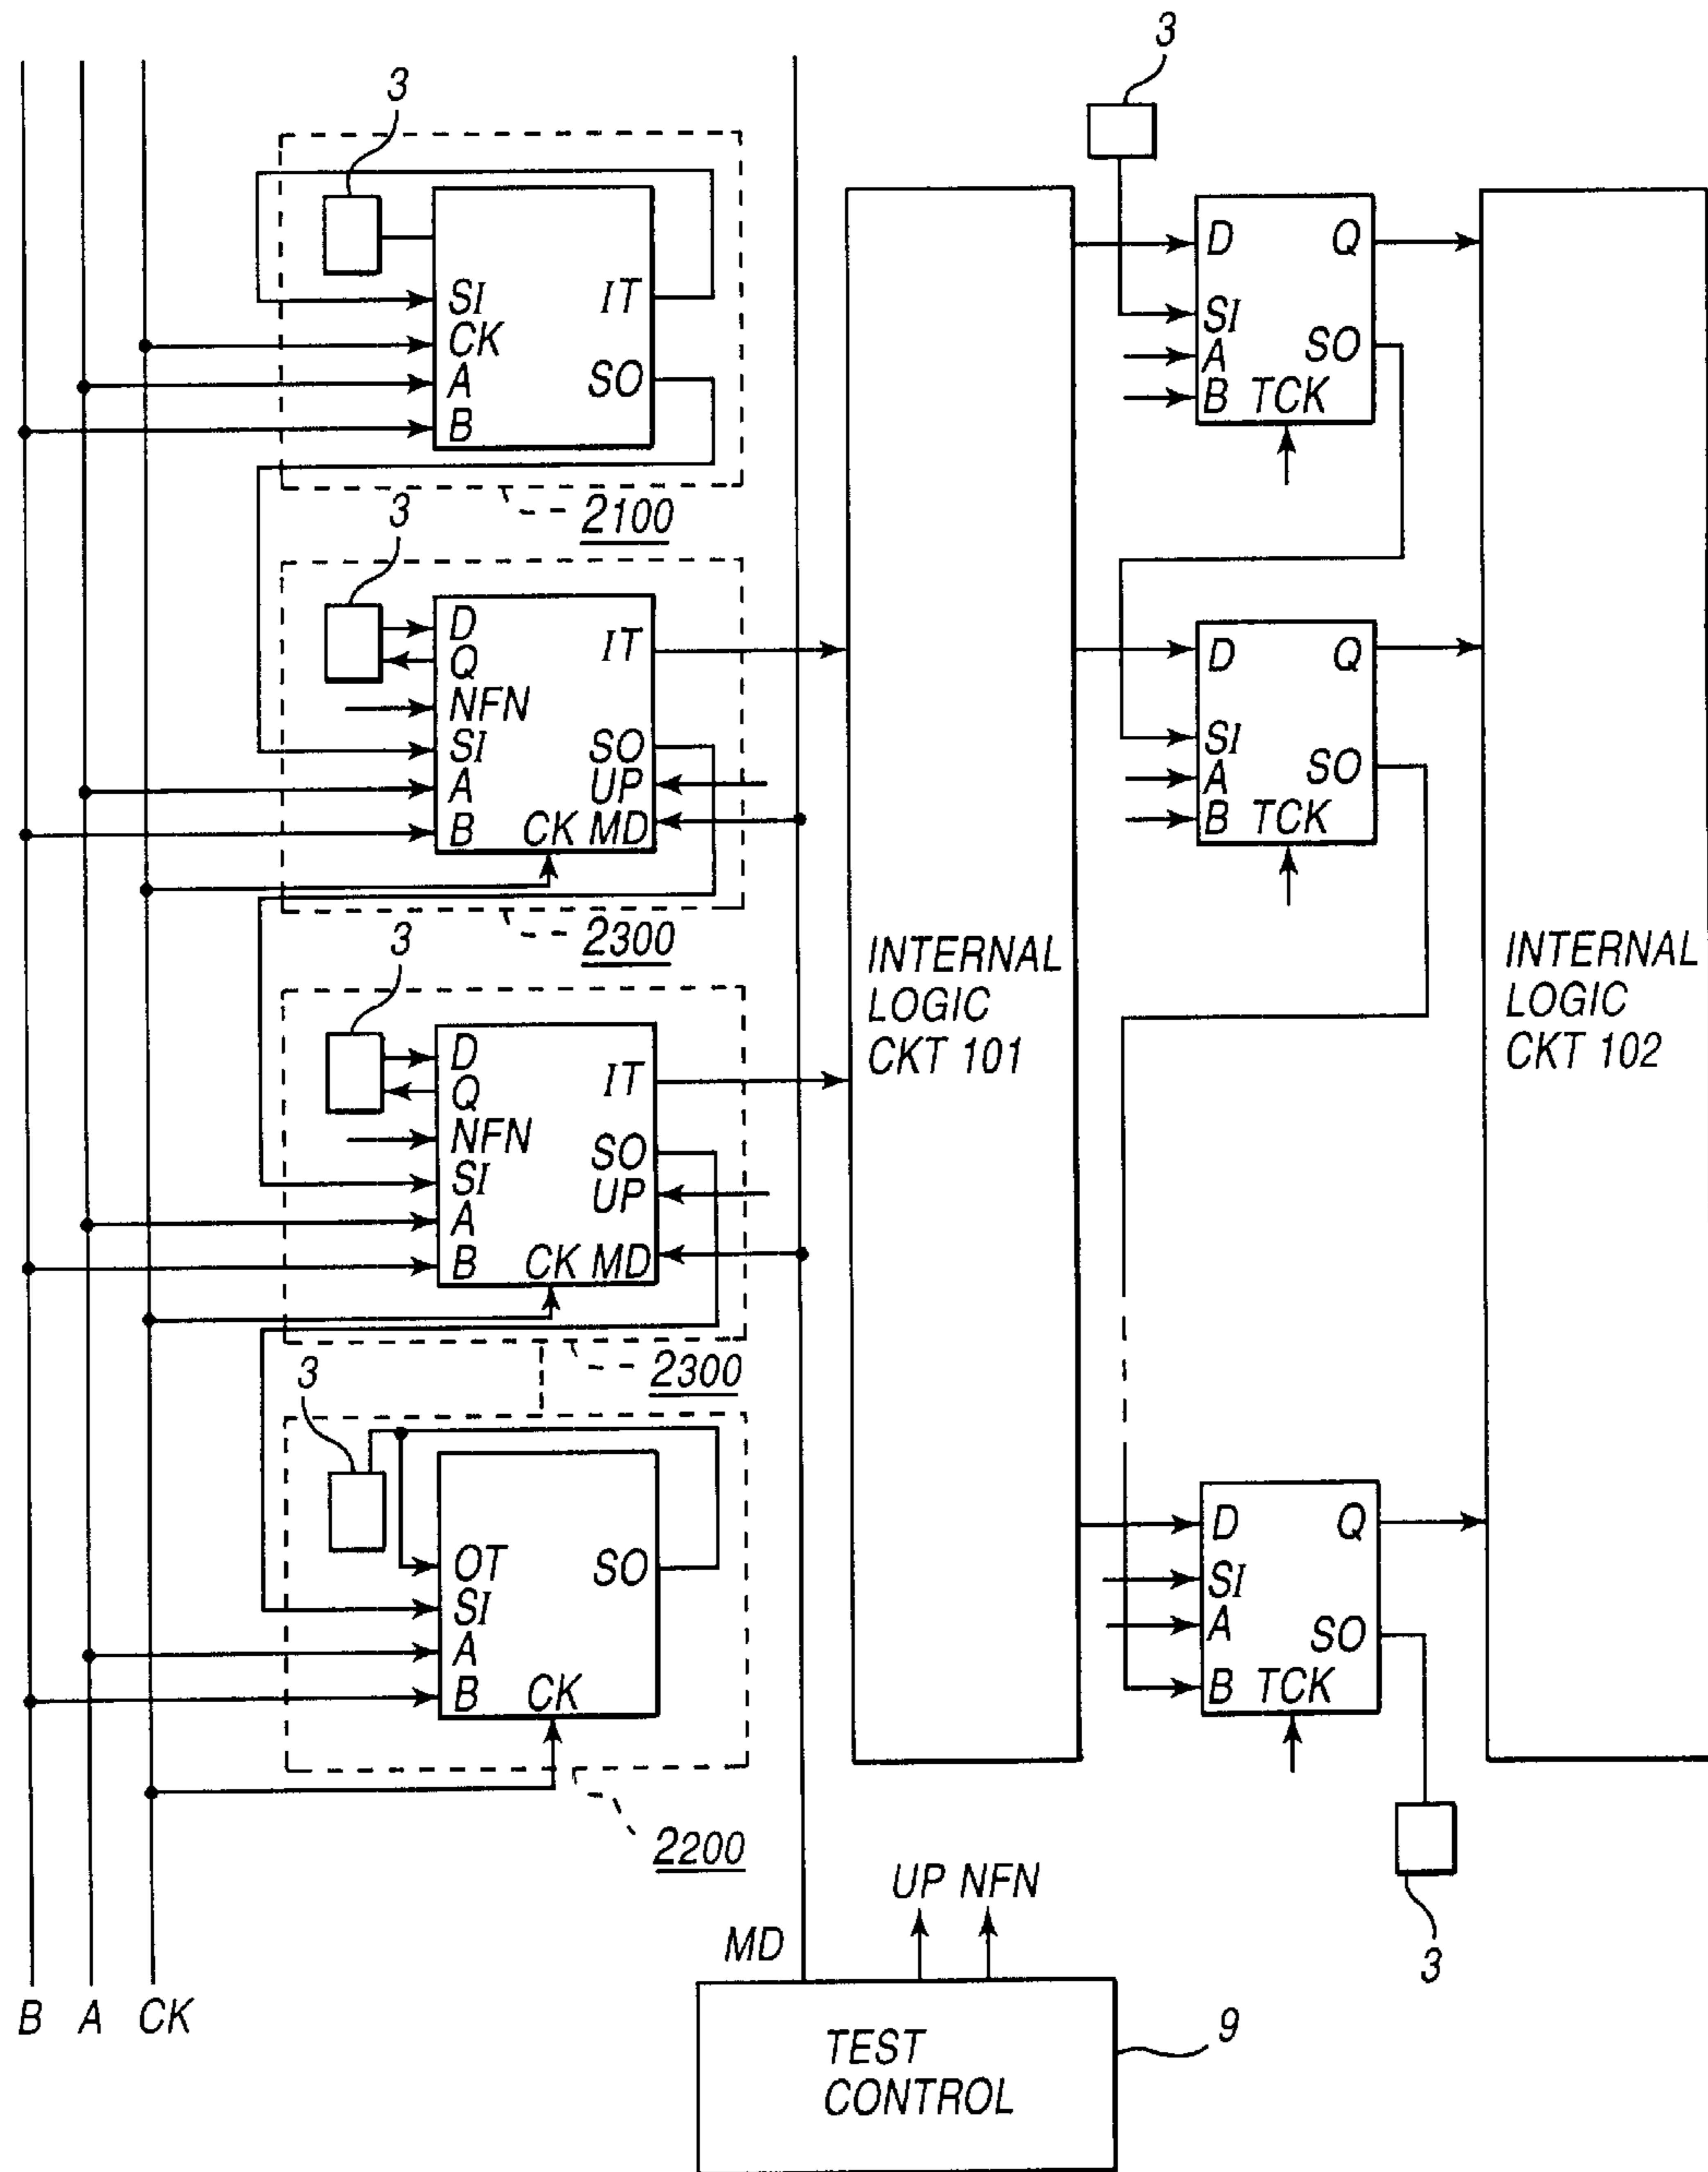 3
SI
CK
A
B
IT
SO
2100
3
D
Q
NFN
SI
A
B
IT
SO
UP
CK MD
2300
3
D
Q
NFN
SI
A
B
IT
SO
UP
CK MD
2300
3
OT
SI
A
B
SO
CK
2200
B A CK
INTERNAL
LOGIC
CKT 101
3
D
SI
A
B
Q
SO
TCK
D
SI
A
B
Q
SO
TCK
D
SI
A
B
Q
SO
TCK
3
INTERNAL
LOGIC
CKT 102
MD
UP NFN
TEST
CONTROL
9